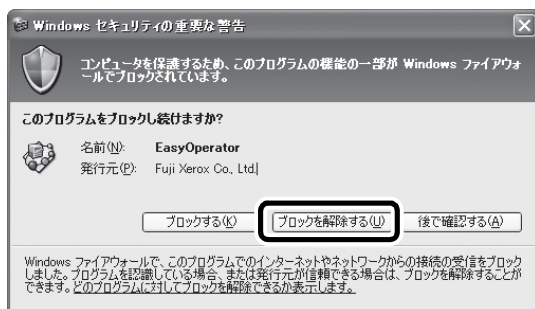 Windows セキュリティの重要な警告
コンピュータを保護するため、このプログラムの機能の一部が Windows ファイアウォ
ールでブロックされています。
このプログラムをブロックし続けますか?
名前(N): EasyOperator
発行元(P): Fuji Xerox Co., Ltd.
ブロックする(K) ブロックを解除する(U) 後で確認する(A)
Windows ファイアウォールで、このプログラムでのインターネットやネットワークからの接続の受信をブロック
しました。プログラムを認識している場合、または発行元が信頼できる場合は、ブロックを解除することが
できます。どのプログラムに対してブロックを解除できるか表示します。